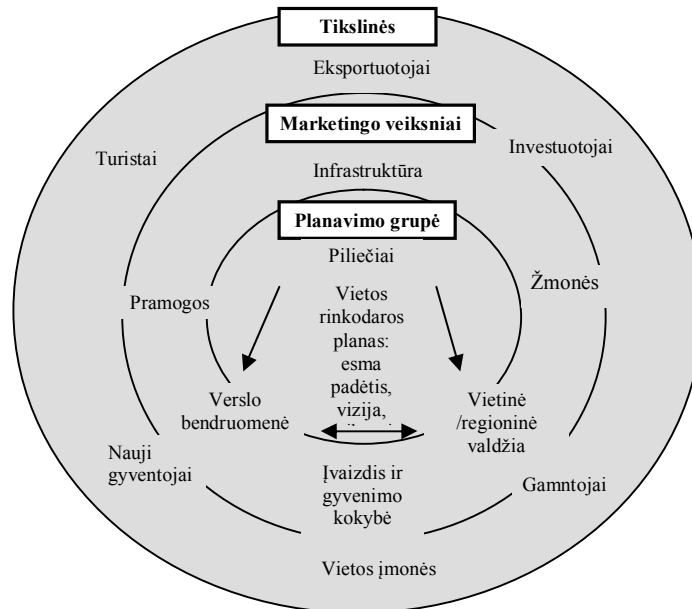 Tikslinės
Eksportuotojai
Marketingo veiksniai
Turistai
Investuotojai
Infrastruktūra
Planavimo grupė
Piliečiai
Žmonės
Pramogos
Vietos
rinkodaros
planas:
esma
padėtis,
vizija,
Verslo
bendruomenė
Vietinė
/regioninė
valdžia
Nauji
gyventojai
Įvaizdis ir
gyvenimo
kokybė
Gamntojai
Vietos įmonės